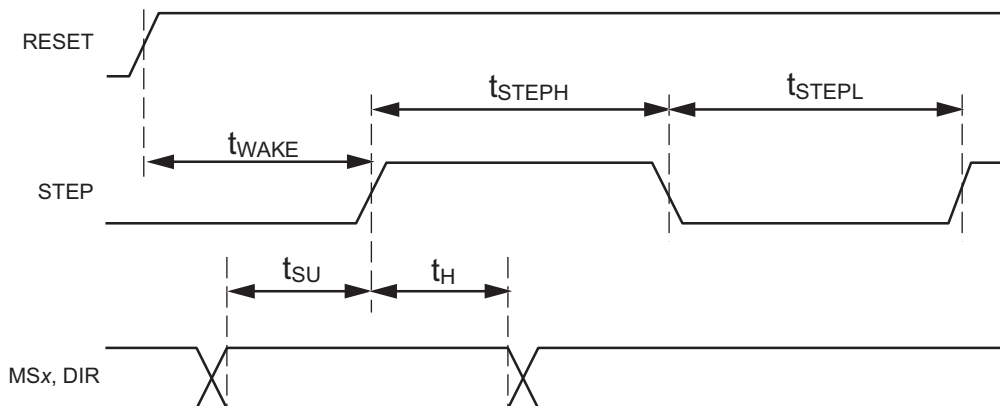 RESET
tSTEPH
tSTEPL
tWAKE
STEP
tSU
tH
MSx, DIR